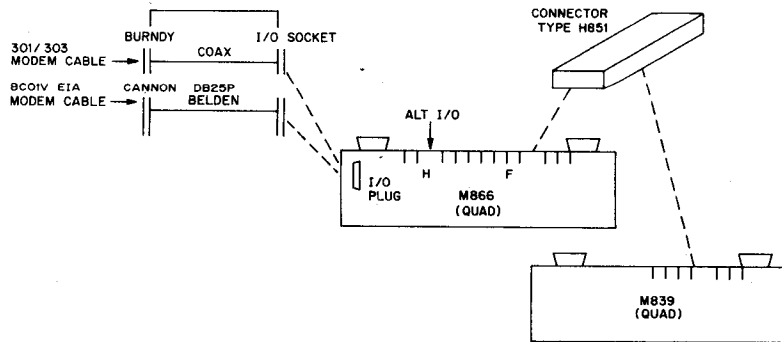 CONNECTOR
TYPE H851
BURNDY I/O SOCKET
301/303
MODEM CABLE
COAX
BC01V EIA
MODEM CABLE
CANNON DB25P
BELDEN
ALT I/O
H F
I/O
PLUG
M866
(QUAD)
M839
(QUAD)